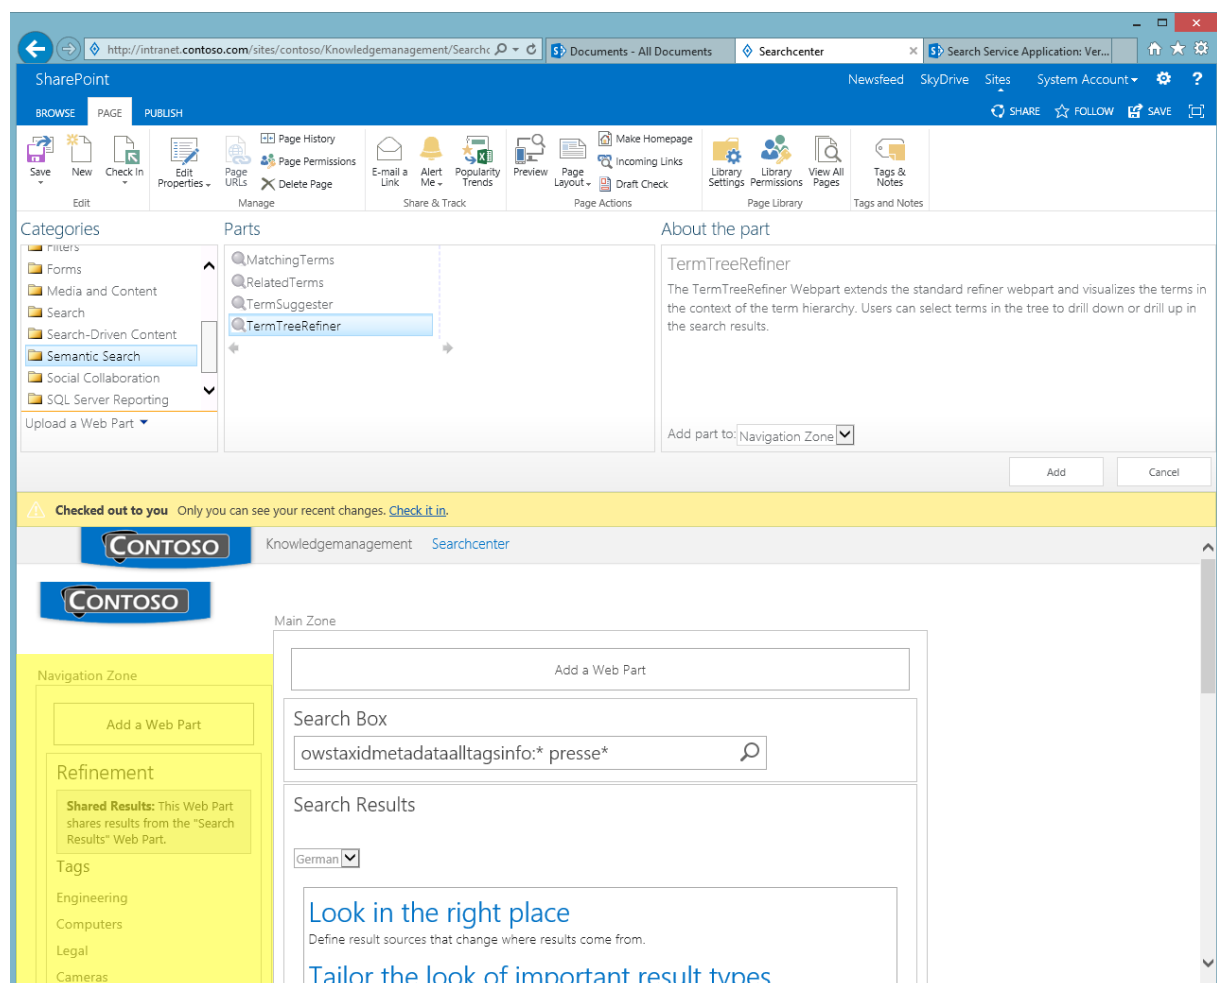 http://intranet.contoso.com/sites/contoso/Knowledgemanagement/Searchc
Documents - All Documents
Searchcenter
Search Service Application: Ver...
SharePoint
Newsfeed SkyDrive Sites System Account
BROWSE PAGE PUBLISH
SHARE FOLLOW SAVE
Save
New
Check In
Edit Properties
Page URLs
Page History
Page Permissions
Delete Page
E-mail a Link
Alert Me
Popularity Trends
Preview
Page Layout
Make Homepage
Incoming Links
Draft Check
Library Settings
Library Permissions
View All Pages
Tags & Notes
Edit
Manage
Share & Track
Page Actions
Page Library
Tags and Notes
Categories
Filters
Forms
Media and Content
Search
Search-Driven Content
Semantic Search
Social Collaboration
SQL Server Reporting
Upload a Web Part
Parts
MatchingTerms
RelatedTerms
TermSuggester
TermTreeRefiner
About the part
TermTreeRefiner
The TermTreeRefiner Webpart extends the standard refiner webpart and visualizes the terms in
the context of the term hierarchy. Users can select terms in the tree to drill down or drill up in
the search results.
Add part to: Navigation Zone
Add
Cancel
Checked out to you Only you can see your recent changes. Check it in.
CONTOSO
Knowledgemanagement Searchcenter
CONTOSO
Navigation Zone
Add a Web Part
Refinement
Shared Results: This Web Part
shares results from the "Search
Results" Web Part.
Tags
Engineering
Computers
Legal
Cameras
Main Zone
Add a Web Part
Search Box
owstaxidmetadataalltagsinfo:* presse*
Search Results
German
Look in the right place
Define result sources that change where results come from.
Tailor the look of important result types